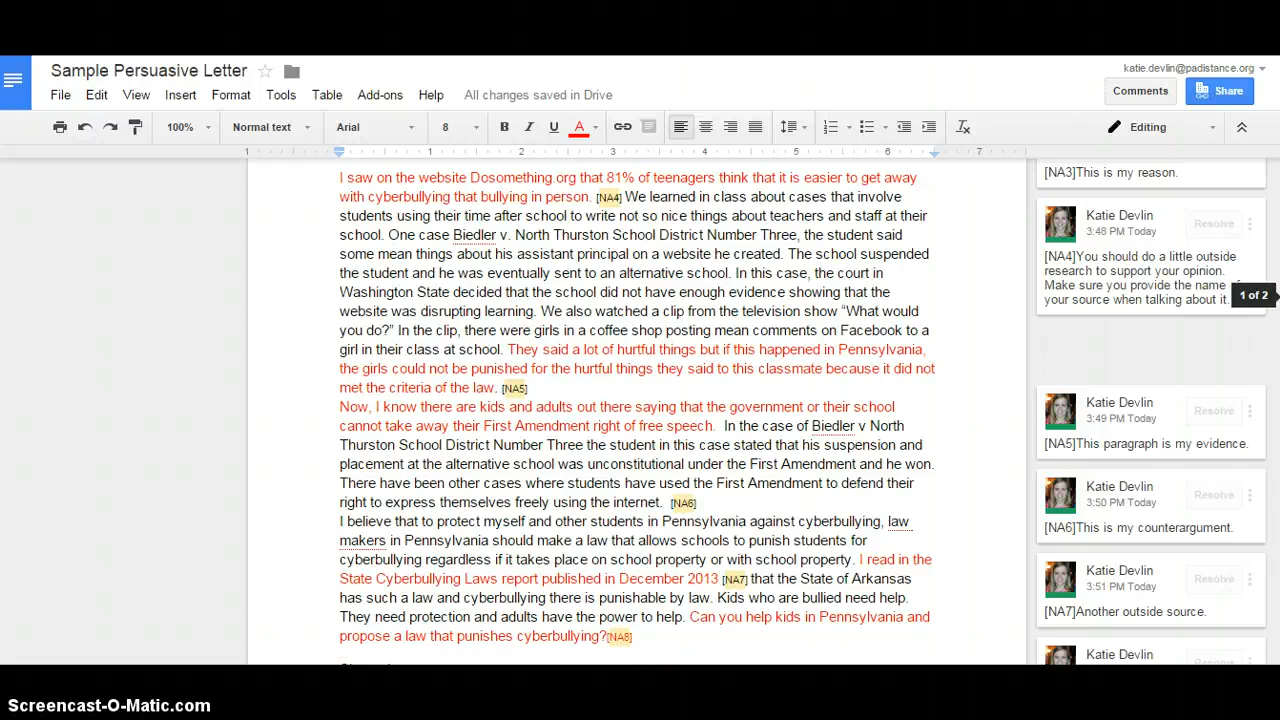 Sample Persuasive Letter
katie.devlin@padistance.org
File Edit View Insert Format Tools Table Add-ons Help All changes saved in Drive
Comments
Share
100% Normal text Arial 8 B I U A Editing
1 1 2 3 4 5 6 7
I saw on the website Dosomething.org that 81% of teenagers think that it is easier to get away
with cyberbullying that bullying in person. [NA4] We learned in class about cases that involve
students using their time after school to write not so nice things about teachers and staff at their
school. One case Biedler v. North Thurston School District Number Three, the student said
some mean things about his assistant principal on a website he created. The school suspended
the student and he was eventually sent to an alternative school. In this case, the court in
Washington State decided that the school did not have enough evidence showing that the
website was disrupting learning. We also watched a clip from the television show “What would
you do?” In the clip, there were girls in a coffee shop posting mean comments on Facebook to a
girl in their class at school. They said a lot of hurtful things but if this happened in Pennsylvania,
the girls could not be punished for the hurtful things they said to this classmate because it did not
met the criteria of the law. [NA5]
Now, I know there are kids and adults out there saying that the government or their school
cannot take away their First Amendment right of free speech. In the case of Biedler v North
Thurston School District Number Three the student in this case stated that his suspension and
placement at the alternative school was unconstitutional under the First Amendment and he won.
There have been other cases where students have used the First Amendment to defend their
right to express themselves freely using the internet. [NA6]
I believe that to protect myself and other students in Pennsylvania against cyberbullying, law
makers in Pennsylvania should make a law that allows schools to punish students for
cyberbullying regardless if it takes place on school property or with school property. I read in the
State Cyberbullying Laws report published in December 2013 [NA7] that the State of Arkansas
has such a law and cyberbullying there is punishable by law. Kids who are bullied need help.
They need protection and adults have the power to help. Can you help kids in Pennsylvania and
propose a law that punishes cyberbullying?[NA8]
[NA3]This is my reason.
Katie Devlin
3:48 PM Today
Resolve
[NA4]You should do a little outside
research to support your opinion.
Make sure you provide the name
your source when talking about it.
1 of 2
Katie Devlin
3:49 PM Today
Resolve
[NA5]This paragraph is my evidence.
Katie Devlin
3:50 PM Today
Resolve
[NA6]This is my counterargument.
Katie Devlin
3:51 PM Today
Resolve
[NA7]Another outside source.
Katie Devlin
Resolve
Screencast-O-Matic.com